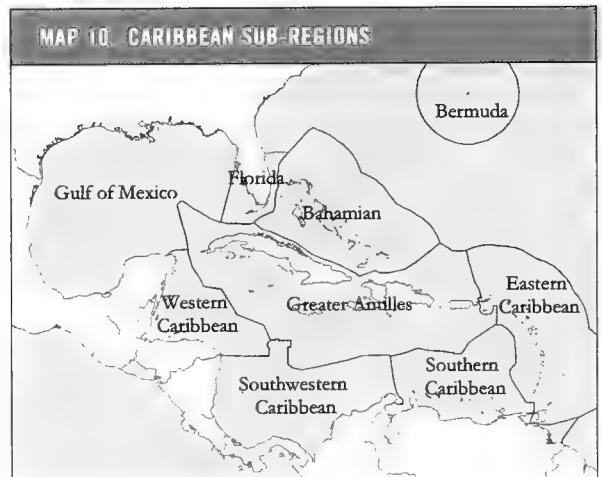 MAP 10. CARIBBEAN SUB-REGIONS
Bermuda
Florida
Gulf of Mexico
Bahamian
Eastern
Caribbean
Western
Caribbean
Greater Antilles
Southern
Caribbean
Southwestern
Caribbean